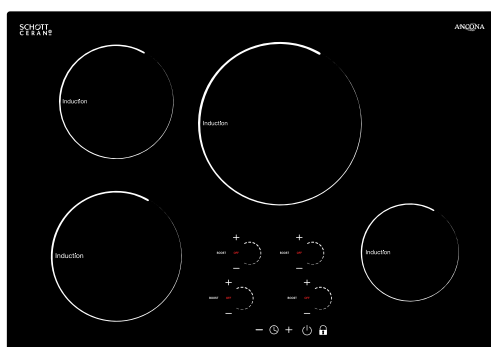 SCHOTT
CERAN®
ANCONA
Induction
Induction
Induction
Induction
BOOST
BOOST
BOOST
BOOST